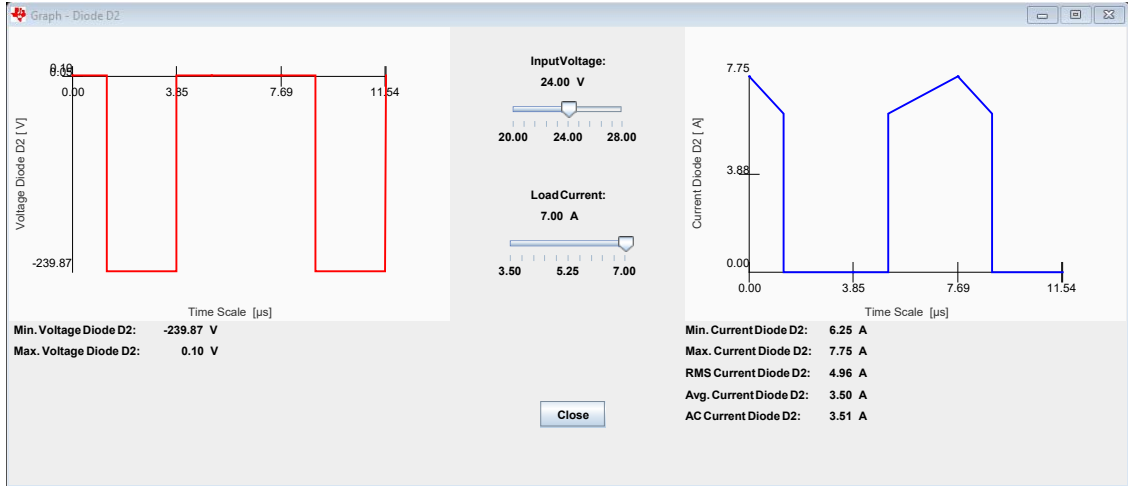 Graph - Diode D2
0.10
0.05
0.00
3.85
7.69
11.54
-239.87
Voltage Diode D2 [ V]
Time Scale [µs]
Min. Voltage Diode D2: -239.87 V
Max. Voltage Diode D2: 0.10 V
Input Voltage:
24.00 V
20.00 24.00 28.00
Load Current:
7.00 A
3.50 5.25 7.00
Close
7.75
3.88
0.00
0.00 3.85 7.69 11.54
Current Diode D2 [ A]
Time Scale [µs]
Min. Current Diode D2: 6.25 A
Max. Current Diode D2: 7.75 A
RMS Current Diode D2: 4.96 A
Avg. Current Diode D2: 3.50 A
AC Current Diode D2: 3.51 A